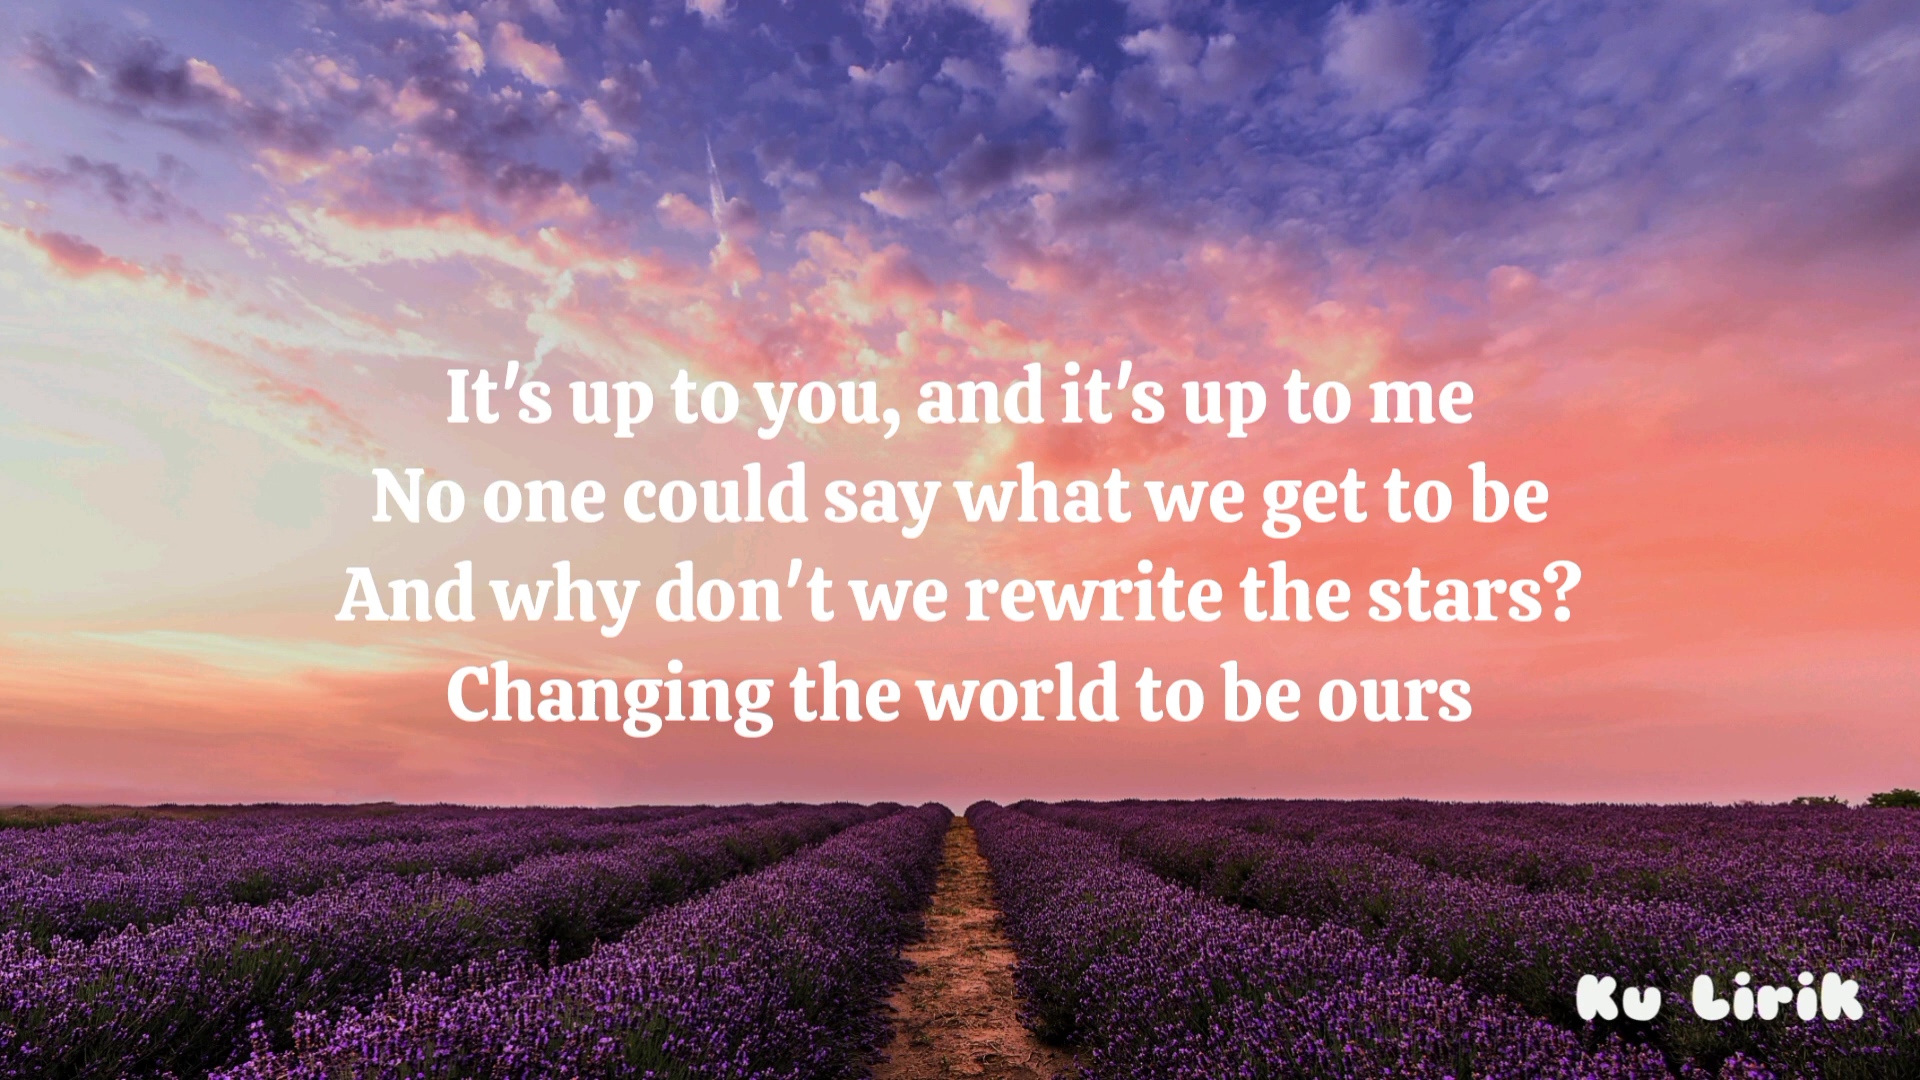 It's up to you, and it's up to me
No one could say what we get to be
And why don't we rewrite the stars?
Changing the world to be ours
Ku Lirik